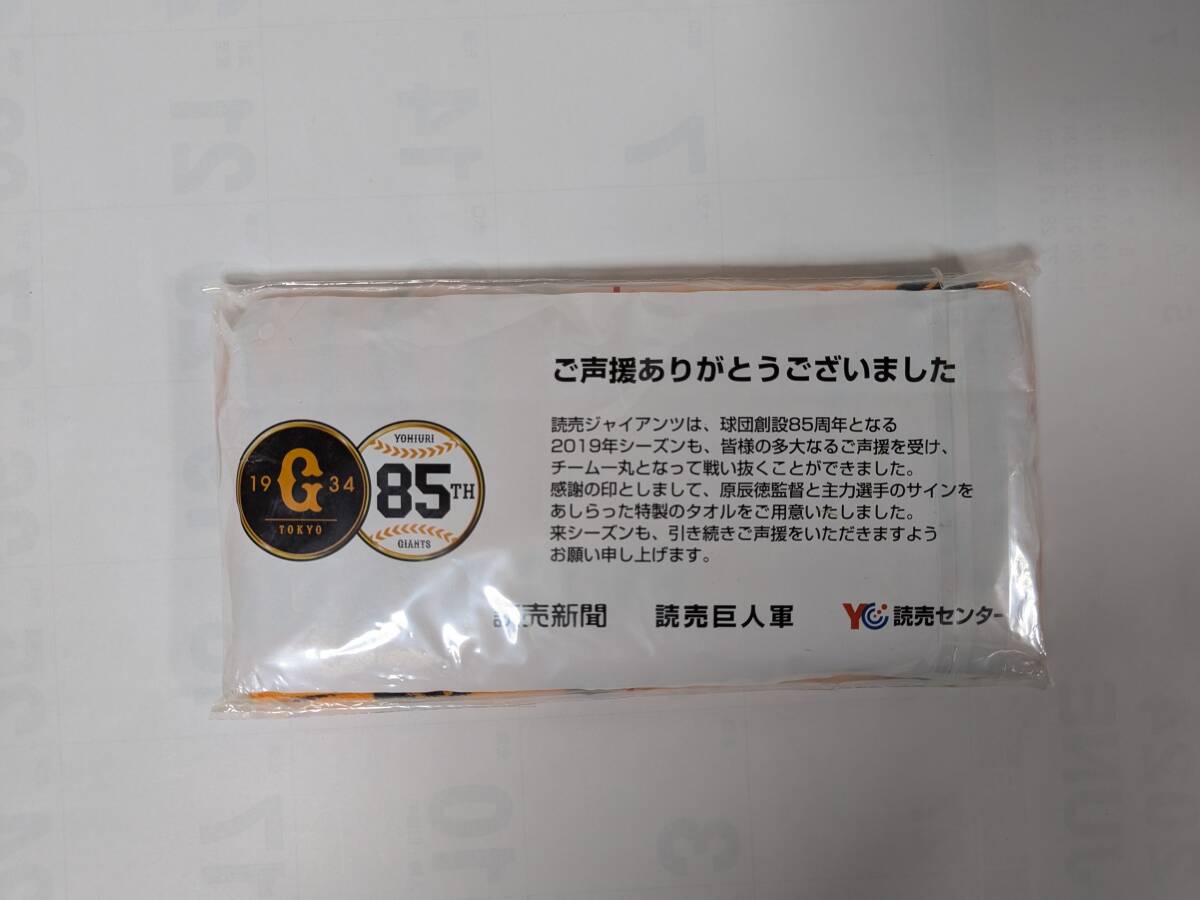 ご声援ありがとうございました
読売ジャイアンツは、球団創設85周年となる
2019年シーズンも、皆様の多大なるご声援を受け、
チーム一丸となって戦い抜くことができました。
感謝の印としまして、原辰徳監督と主力選手のサインを
あしらった特製のタオルをご用意いたしました。
来シーズンも、引き続きご声援をいただきますよう
お願い申し上げます。
19 G 34
TOKYO
YOMIURI
85TH
GIANTS
読売新聞
読売巨人軍
YC 読売センター
21
14
7
17
10
3
JUNE